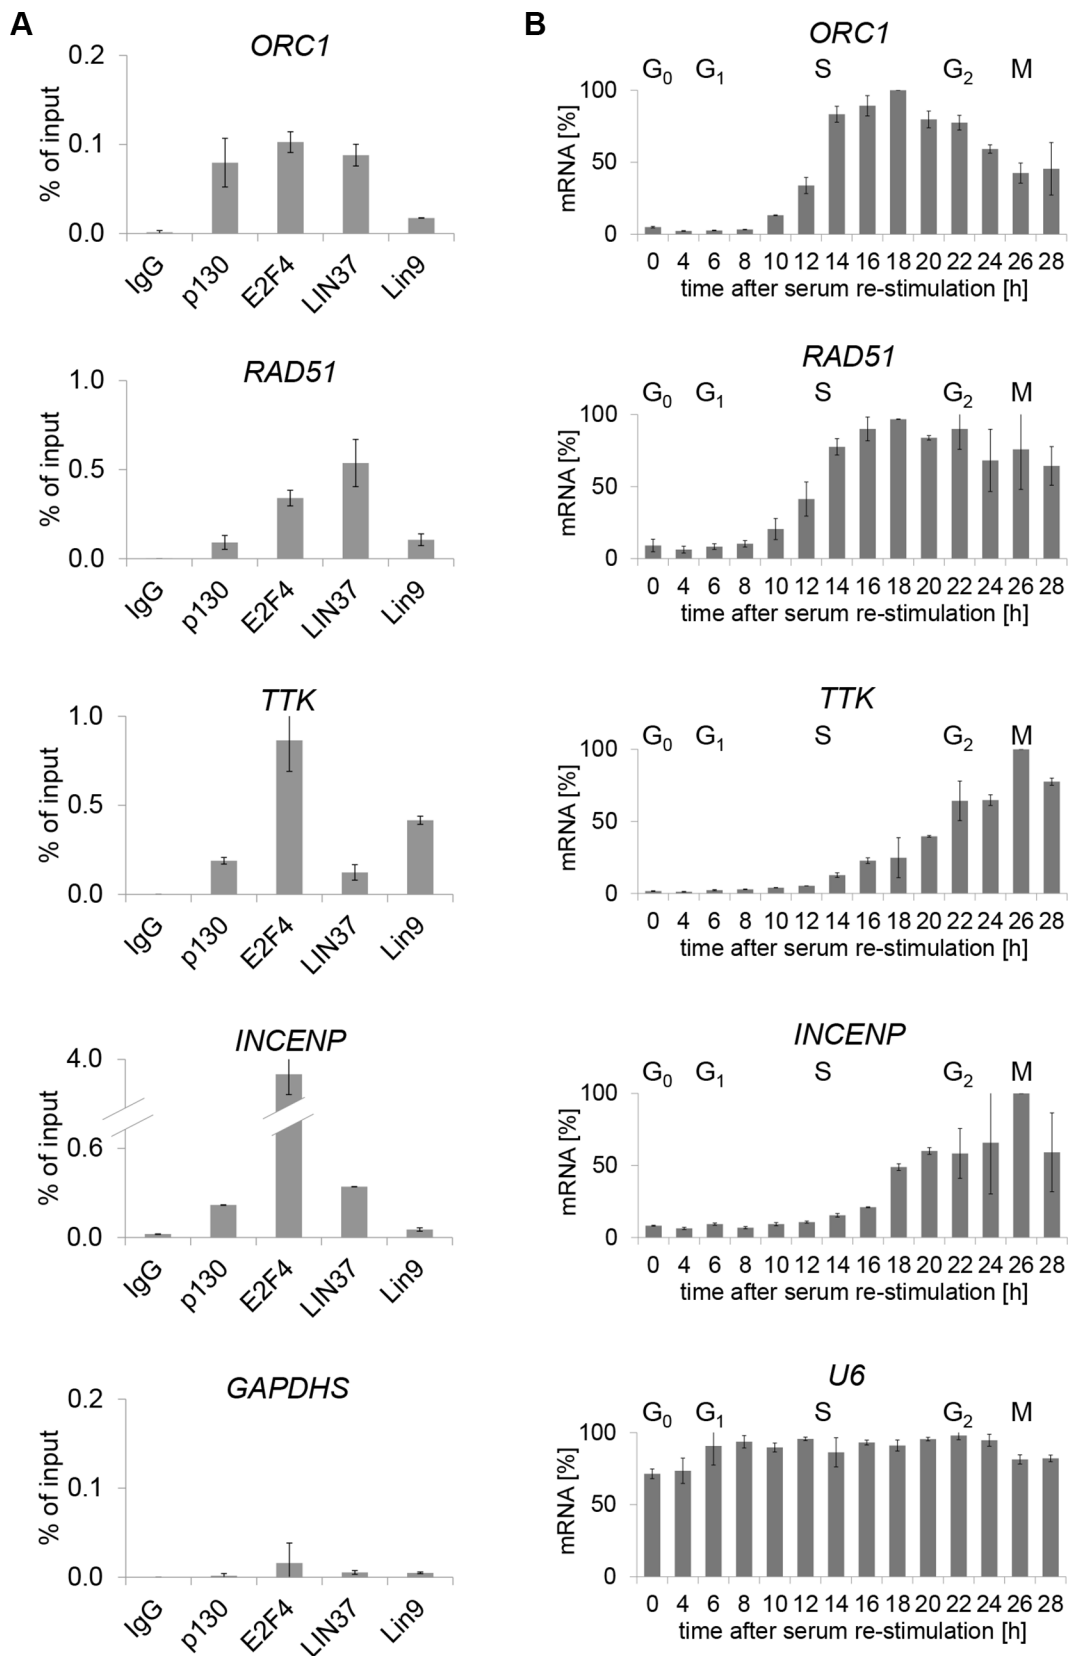 A
ORC1
0.2
0.1
0.0
% of input
IgG
p130
E2F4
LIN37
Lin9
RAD51
1.0
0.5
0.0
% of input
IgG
p130
E2F4
LIN37
Lin9
TTK
1.0
0.5
0.0
% of input
IgG
p130
E2F4
LIN37
Lin9
INCENP
4.0
0.6
0.0
% of input
IgG
p130
E2F4
LIN37
Lin9
GAPDHS
0.2
0.1
0.0
% of input
IgG
p130
E2F4
LIN37
Lin9
B
ORC1
G0 G1 S G2 M
100
50
0
mRNA [%]
0 4 6 8 10 12 14 16 18 20 22 24 26 28
time after serum re-stimulation [h]
RAD51
G0 G1 S G2 M
100
50
0
mRNA [%]
0 4 6 8 10 12 14 16 18 20 22 24 26 28
time after serum re-stimulation [h]
TTK
G0 G1 S G2 M
100
50
0
mRNA [%]
0 4 6 8 10 12 14 16 18 20 22 24 26 28
time after serum re-stimulation [h]
INCENP
G0 G1 S G2 M
100
50
0
mRNA [%]
0 4 6 8 10 12 14 16 18 20 22 24 26 28
time after serum re-stimulation [h]
U6
G0 G1 S G2 M
100
50
0
mRNA [%]
0 4 6 8 10 12 14 16 18 20 22 24 26 28
time after serum re-stimulation [h]